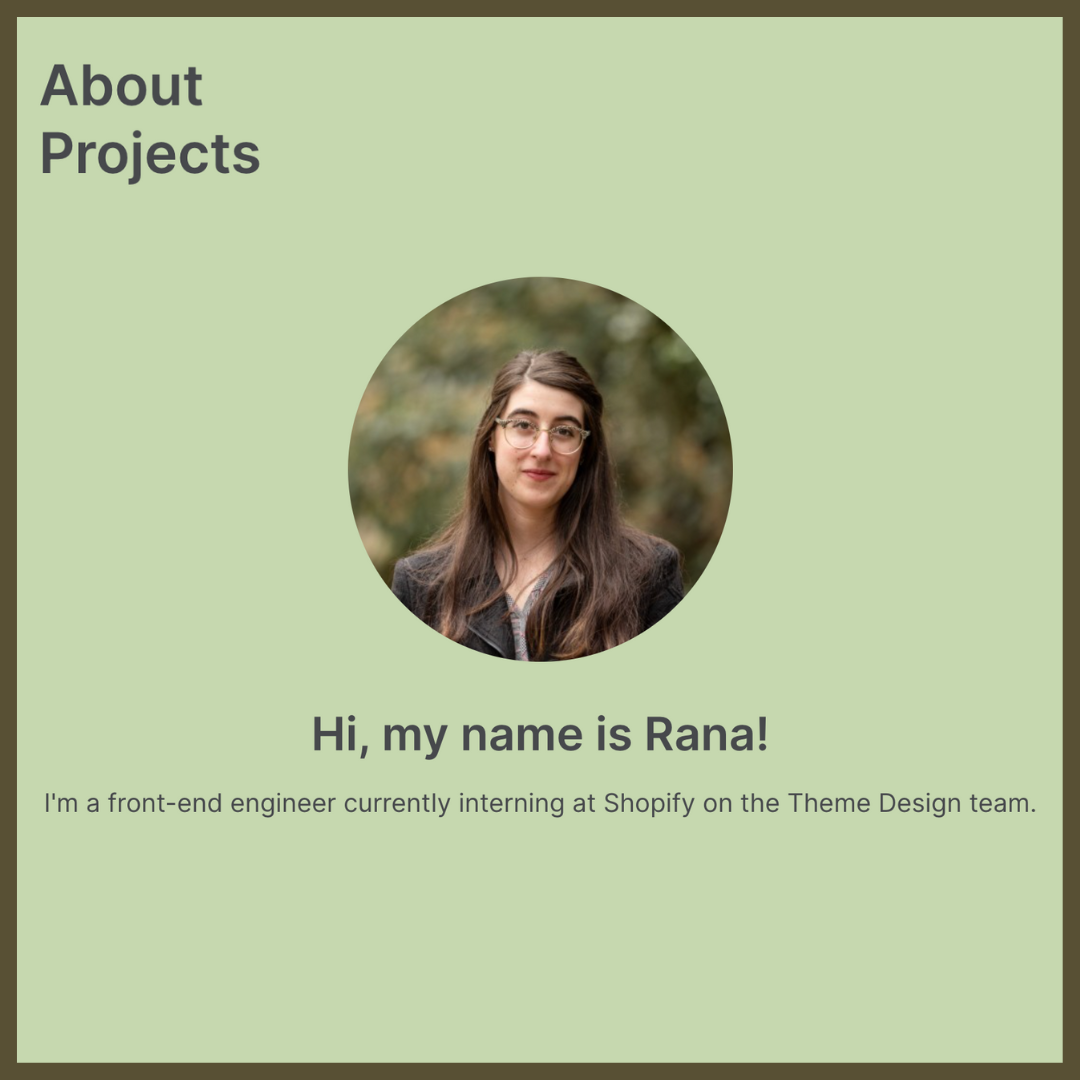 About
Projects
Hi, my name is Rana!
I'm a front-end engineer currently interning at Shopify on the Theme Design team.